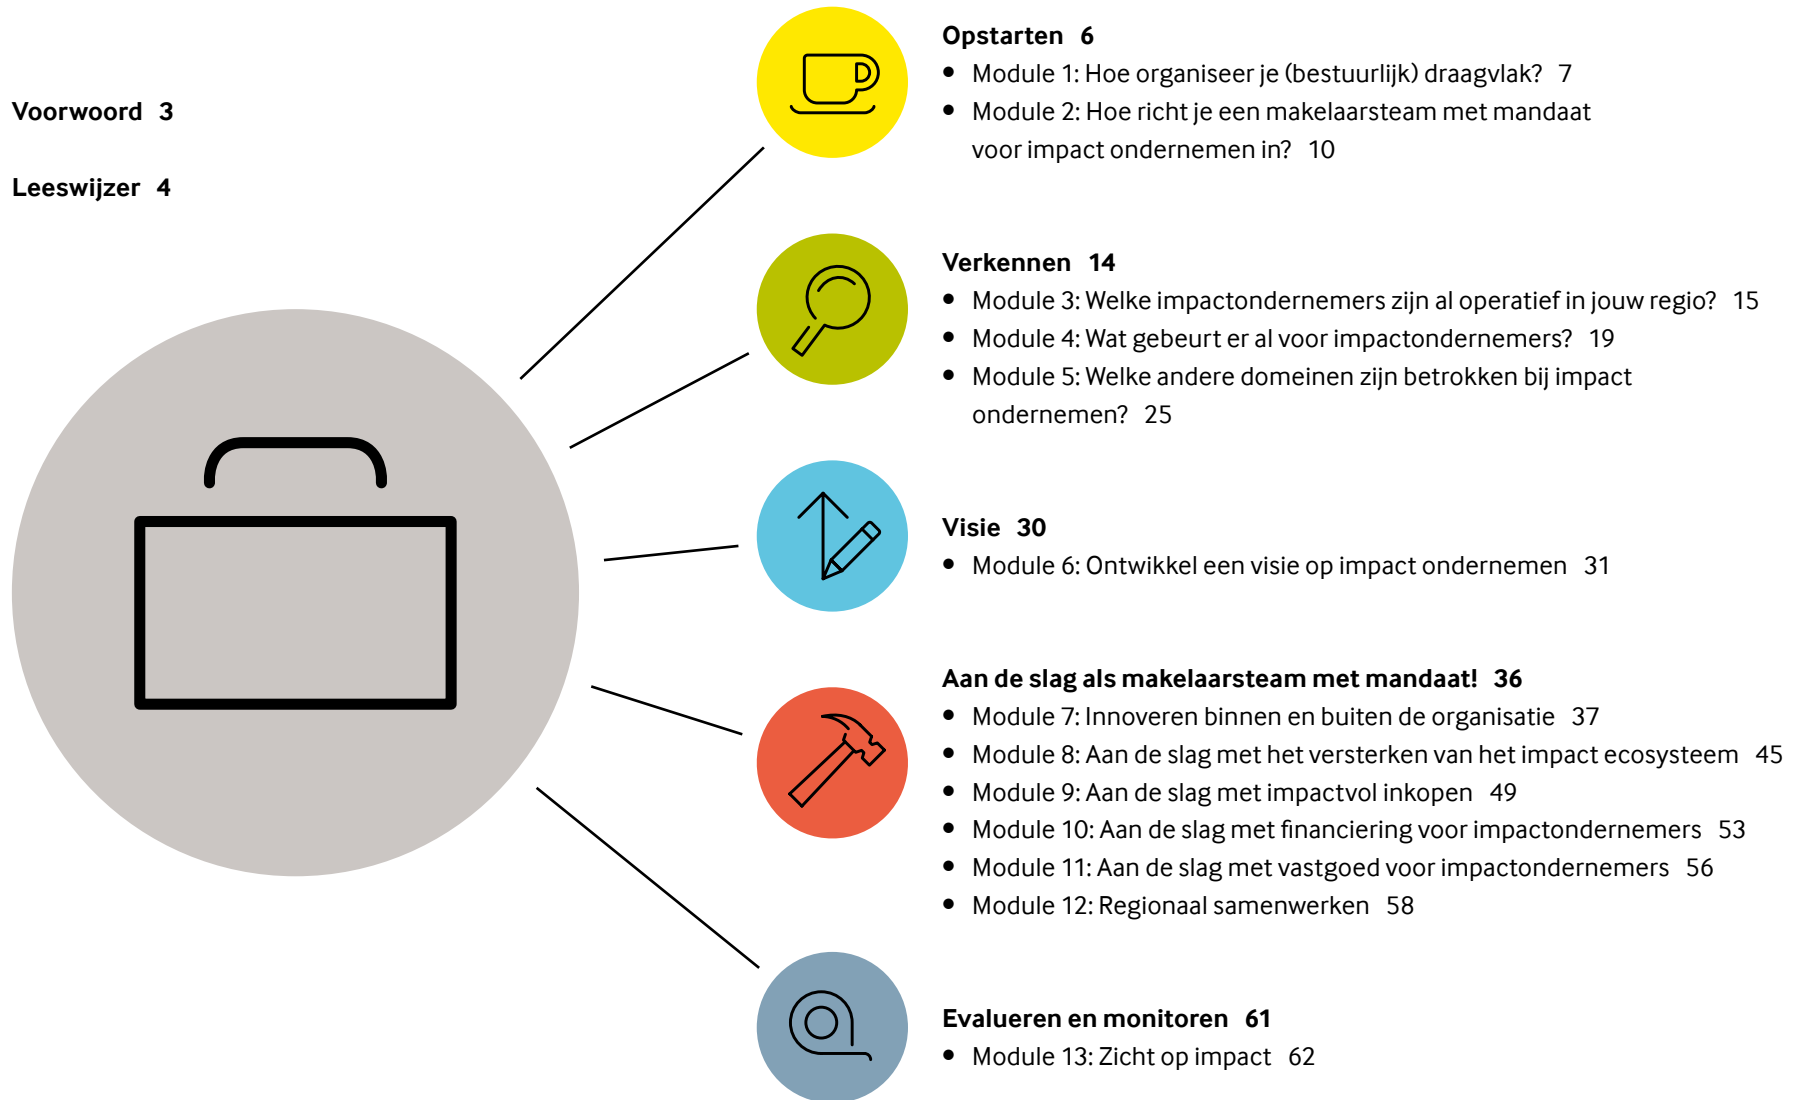 Voorwoord 3
Leeswijzer 4
Opstarten 6
• Module 1: Hoe organiseer je (bestuurlijk) draagvlak? 7
• Module 2: Hoe richt je een makelaarsteam met mandaat
voor impact ondernemen in? 10
Verkennen 14
• Module 3: Welke impactondernemers zijn al operatief in jouw regio? 15
• Module 4: Wat gebeurt er al voor impactondernemers? 19
• Module 5: Welke andere domeinen zijn betrokken bij impact
ondernemen? 25
Visie 30
• Module 6: Ontwikkel een visie op impact ondernemen 31
Aan de slag als makelaarsteam met mandaat! 36
• Module 7: Innoveren binnen en buiten de organisatie 37
• Module 8: Aan de slag met het versterken van het impact ecosysteem 45
• Module 9: Aan de slag met impactvol inkopen 49
• Module 10: Aan de slag met financiering voor impactondernemers 53
• Module 11: Aan de slag met vastgoed voor impactondernemers 56
• Module 12: Regionaal samenwerken 58
Evalueren en monitoren 61
• Module 13: Zicht op impact 62